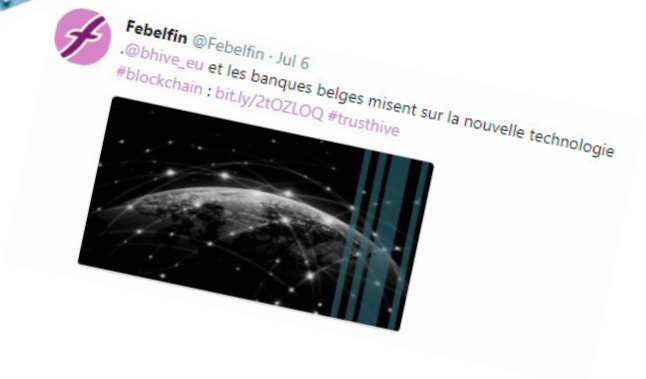 Febelfin @Febelfin · Jul 6
.@bhive_eu et les banques belges misent sur la nouvelle technologie
#blockchain : bit.ly/2tOZLOQ #trusthive